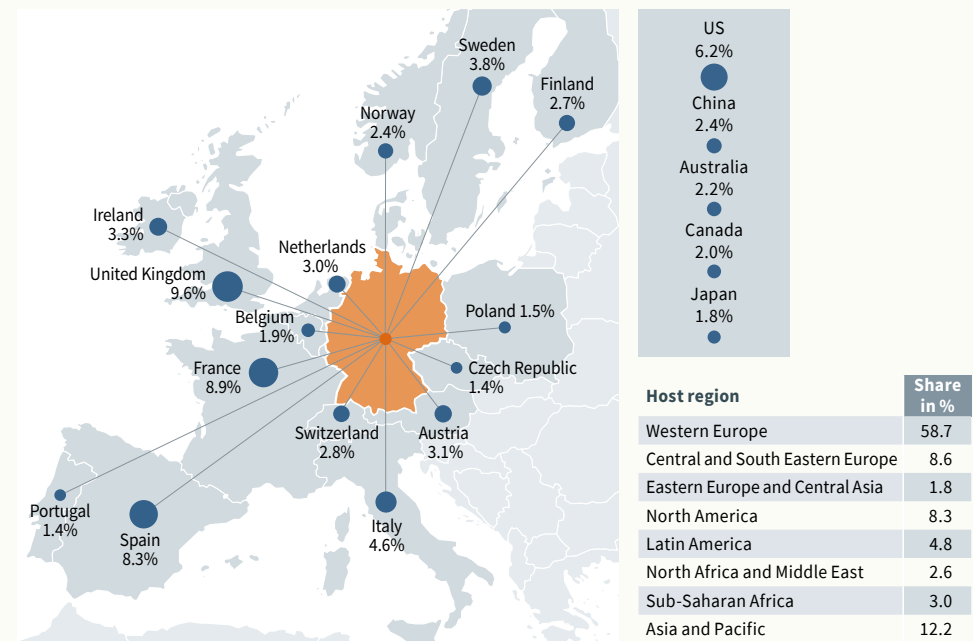 Sweden
3.8%
Finland
2.7%
Norway
2.4%
Ireland
3.3%
Netherlands
3.0%
United Kingdom
9.6%
Belgium
1.9%
Poland 1.5%
France
8.9%
Czech Republic
1.4%
Switzerland
2.8%
Austria
3.1%
Portugal
1.4%
Spain
8.3%
Italy
4.6%
US
6.2%
China
2.4%
Australia
2.2%
Canada
2.0%
Japan
1.8%
Host region Share
in %
Western Europe 58.7
Central and South Eastern Europe 8.6
Eastern Europe and Central Asia 1.8
North America 8.3
Latin America 4.8
North Africa and Middle East 2.6
Sub-Saharan Africa 3.0
Asia and Pacific 12.2